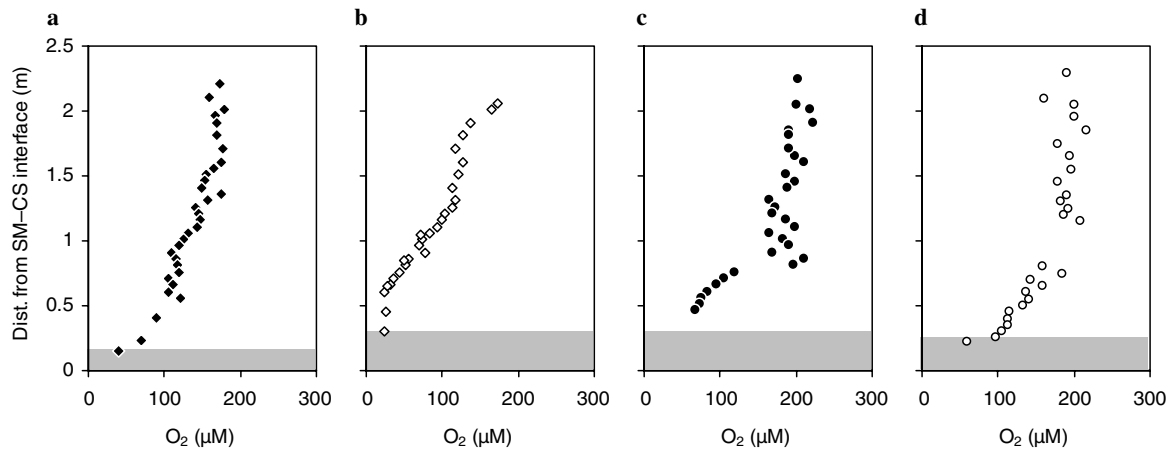 a b c d
Dist. from SM–CS interface (m)
2.5
2
1.5
1
0.5
0
0 100 200 300 0 100 200 300 0 100 200 300 0 100 200 300
O₂ (µM) O₂ (µM) O₂ (µM) O₂ (µM)